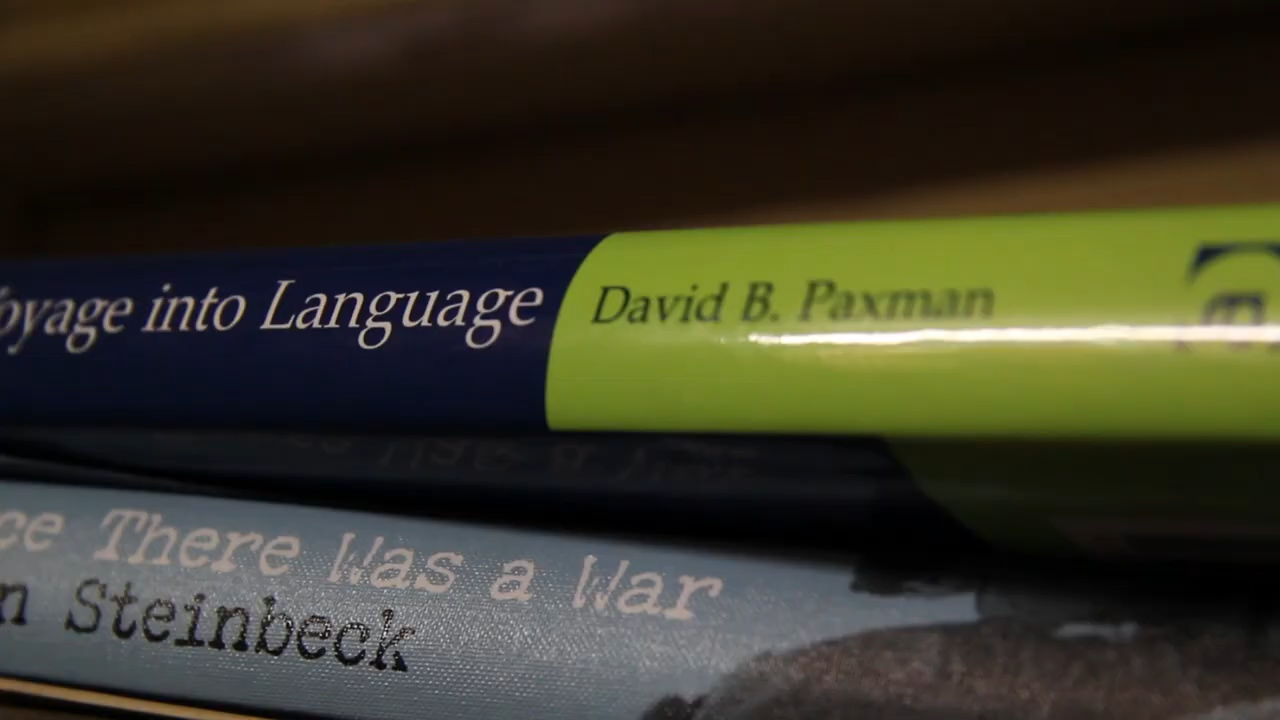 oyage into Language David B. Paxman
ce There Was a War
n Steinbeck